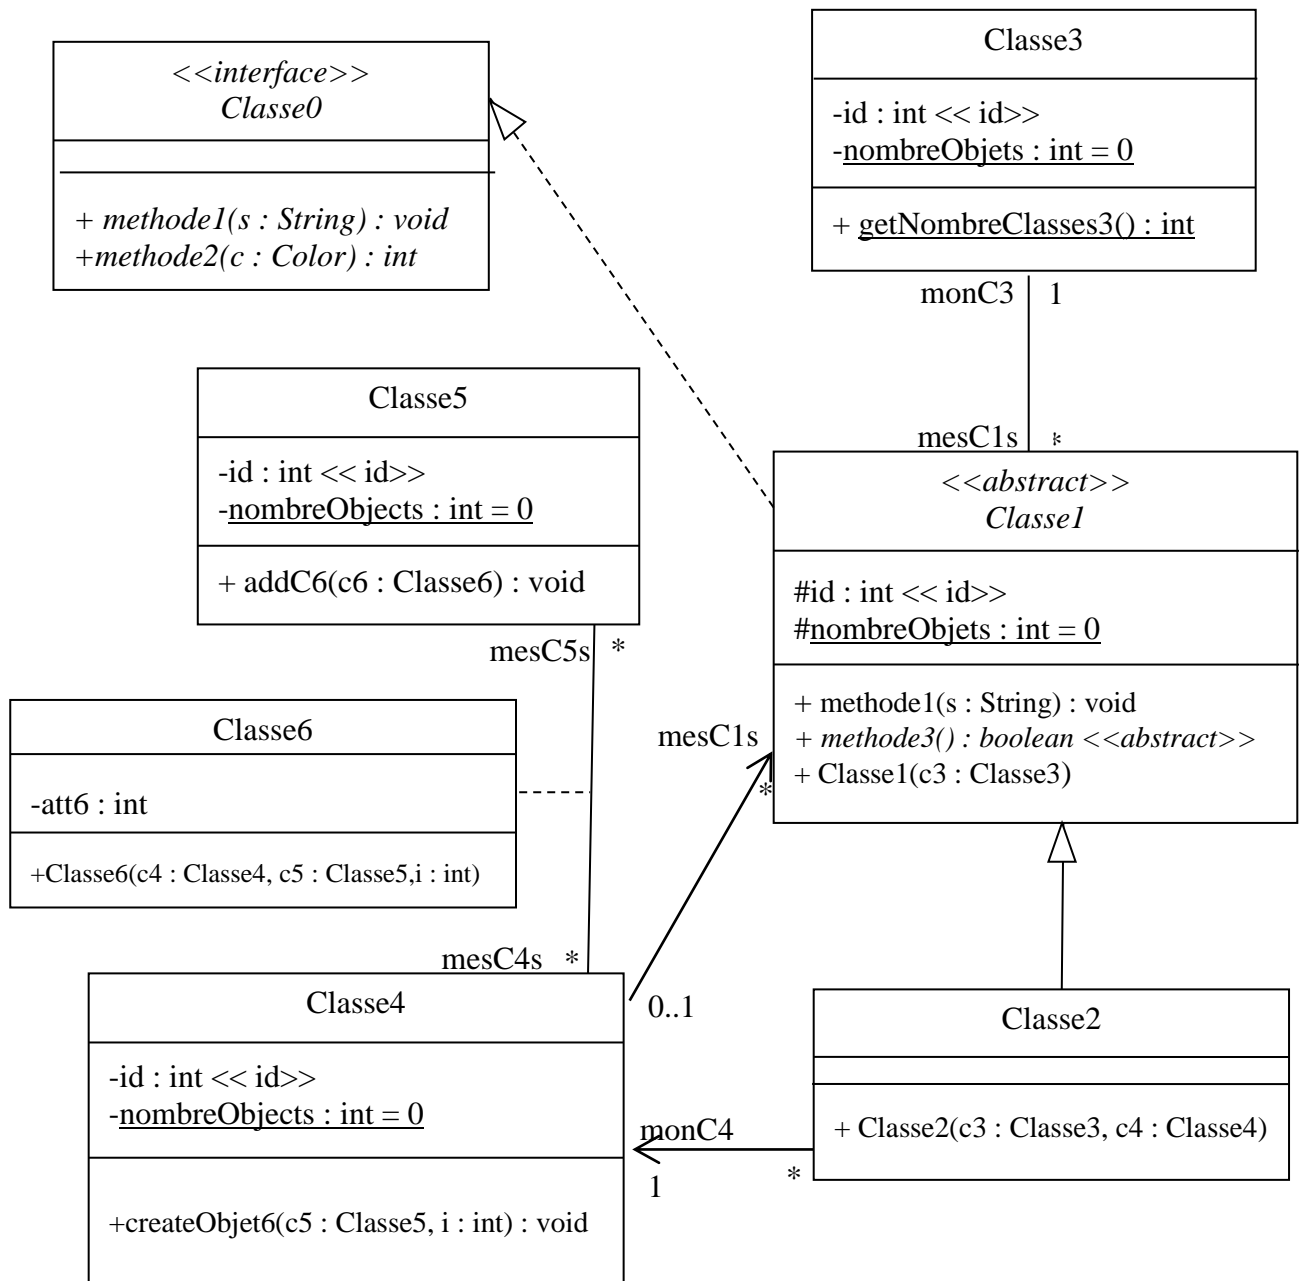 <<interface>>
Classe0
+ methode1(s : String) : void
+methode2(c : Color) : int
Classe3
-id : int << id>>
-nombreObjets : int = 0
+ getNombreClasses3() : int
monC3 1
mesC1s *
Classe5
-id : int << id>>
-nombreObjects : int = 0
+ addC6(c6 : Classe6) : void
mesC5s *
<<abstract>>
Classe1
#id : int << id>>
#nombreObjets : int = 0
+ methode1(s : String) : void
+ methode3() : boolean <<abstract>>
+ Classe1(c3 : Classe3)
mesC1s
*
Classe6
-att6 : int
+Classe6(c4 : Classe4, c5 : Classe5,i : int)
mesC4s *
Classe4
-id : int << id>>
-nombreObjects : int = 0
+createObjet6(c5 : Classe5, i : int) : void
0..1
monC4
1
*
Classe2
+ Classe2(c3 : Classe3, c4 : Classe4)